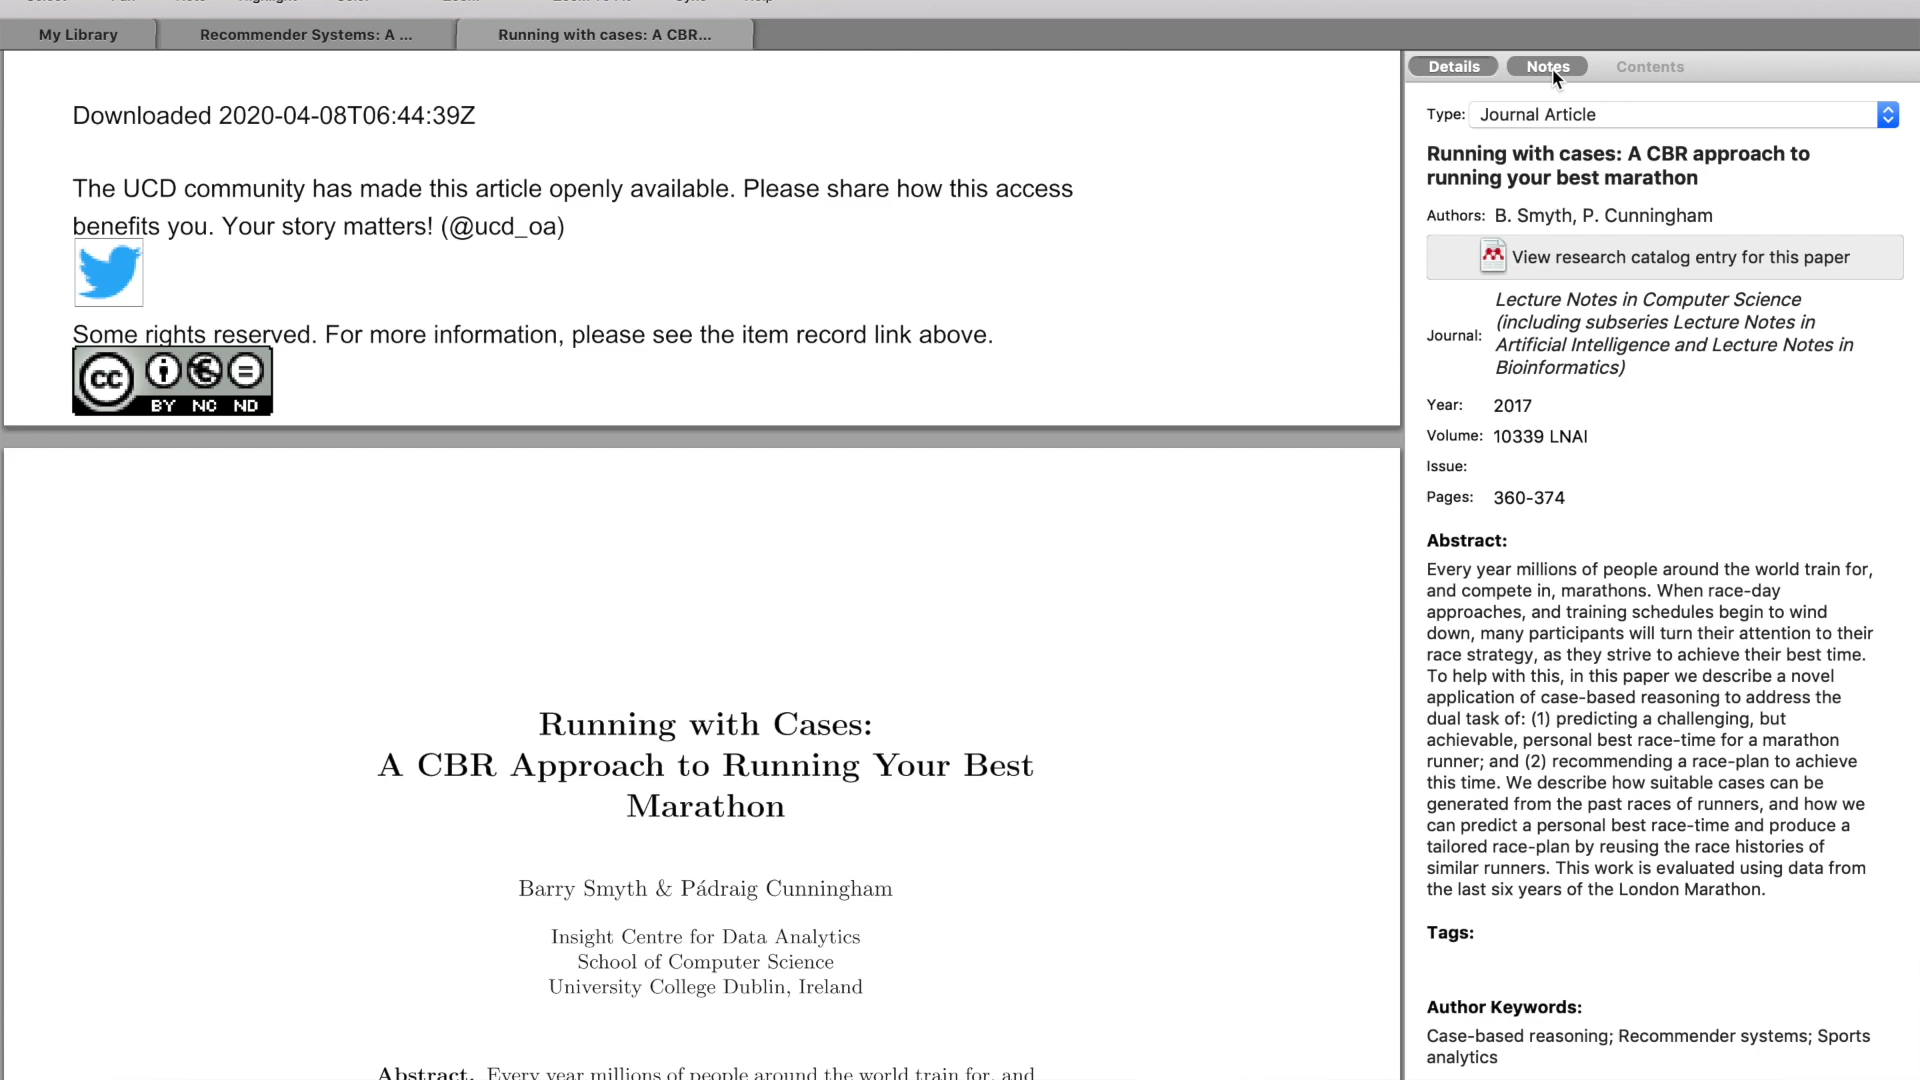 My Library
Recommender Systems: A ...
Running with cases: A CBR...
Downloaded 2020-04-08T06:44:39Z
The UCD community has made this article openly available. Please share how this access
benefits you. Your story matters! (@ucd_oa)
Some rights reserved. For more information, please see the item record link above.
cc
BY NC ND
Running with Cases:
A CBR Approach to Running Your Best
Marathon
Barry Smyth & Pádraig Cunningham
Insight Centre for Data Analytics
School of Computer Science
University College Dublin, Ireland
Abstract. Every year millions of people around the world train for, and
Details
Notes
Contents
Type: Journal Article
Running with cases: A CBR approach to
running your best marathon
Authors: B. Smyth, P. Cunningham
View research catalog entry for this paper
Journal: Lecture Notes in Computer Science
(including subseries Lecture Notes in
Artificial Intelligence and Lecture Notes in
Bioinformatics)
Year: 2017
Volume: 10339 LNAI
Issue:
Pages: 360-374
Abstract:
Every year millions of people around the world train for,
and compete in, marathons. When race-day
approaches, and training schedules begin to wind
down, many participants will turn their attention to their
race strategy, as they strive to achieve their best time.
To help with this, in this paper we describe a novel
application of case-based reasoning to address the
dual task of: (1) predicting a challenging, but
achievable, personal best race-time for a marathon
runner; and (2) recommending a race-plan to achieve
this time. We describe how suitable cases can be
generated from the past races of runners, and how we
can predict a personal best race-time and produce a
tailored race-plan by reusing the race histories of
similar runners. This work is evaluated using data from
the last six years of the London Marathon.
Tags:
Author Keywords:
Case-based reasoning; Recommender systems; Sports
analytics